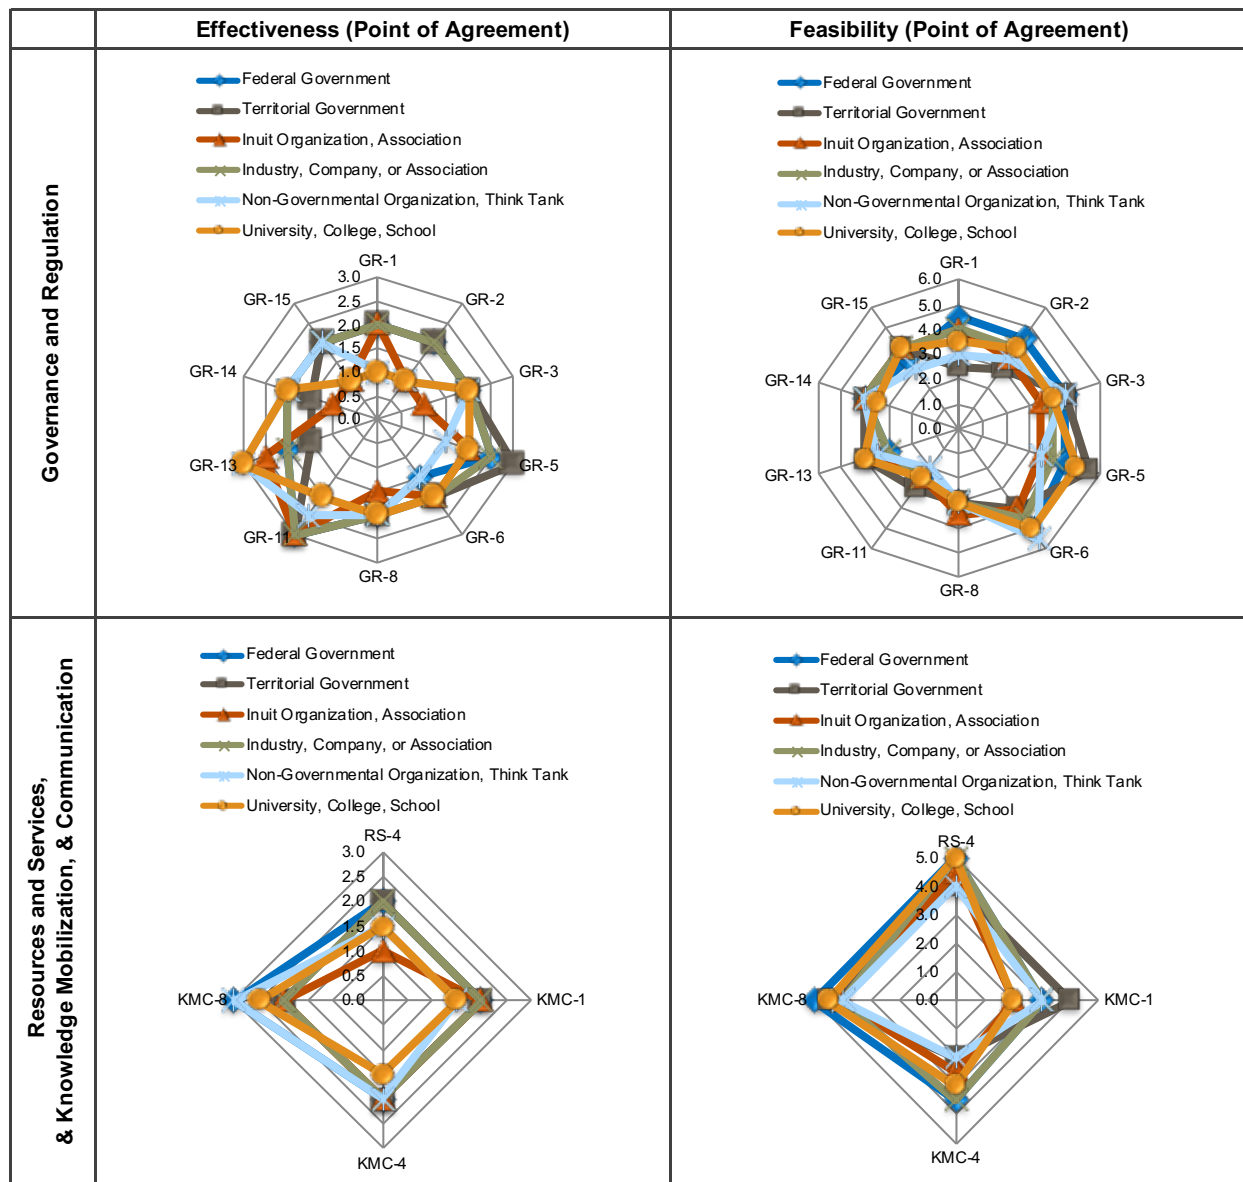 Effectiveness (Point of Agreement)
Feasibility (Point of Agreement)
Governance and Regulation
Federal Government
Territorial Government
Inuit Organization, Association
Industry, Company, or Association
Non-Governmental Organization, Think Tank
University, College, School
GR-1
3.0
2.5
2.0
1.5
1.0
0.5
0.0
GR-2
GR-3
GR-5
GR-6
GR-8
GR-11
GR-13
GR-14
GR-15
Federal Government
Territorial Government
Inuit Organization, Association
Industry, Company, or Association
Non-Governmental Organization, Think Tank
University, College, School
GR-1
6.0
5.0
4.0
3.0
2.0
1.0
0.0
GR-2
GR-3
GR-5
GR-6
GR-8
GR-11
GR-13
GR-14
GR-15
Resources and Services,
& Knowledge Mobilization, & Communication
Federal Government
Territorial Government
Inuit Organization, Association
Industry, Company, or Association
Non-Governmental Organization, Think Tank
University, College, School
RS-4
3.0
2.5
2.0
1.5
1.0
0.5
0.0
KMC-1
KMC-4
KMC-8
Federal Government
Territorial Government
Inuit Organization, Association
Industry, Company, or Association
Non-Governmental Organization, Think Tank
University, College, School
RS-4
5.0
4.0
3.0
2.0
1.0
0.0
KMC-1
KMC-4
KMC-8